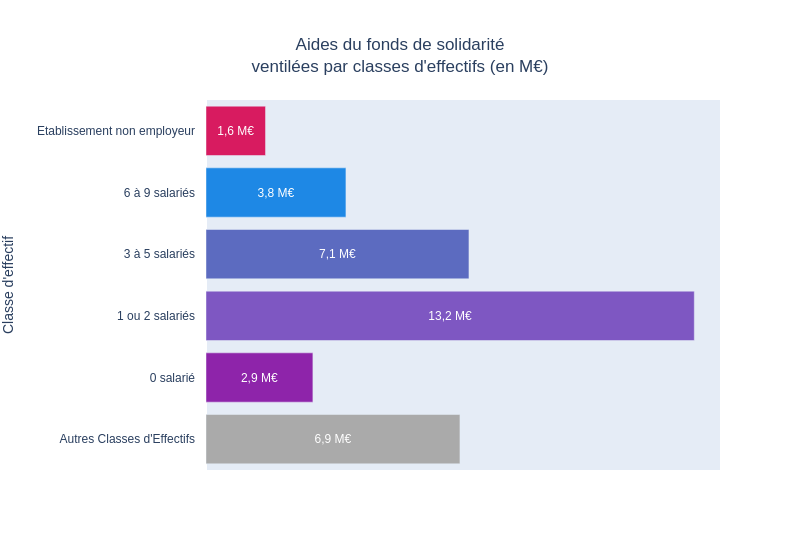 Aides du fonds de solidarité
ventilées par classes d'effectifs (en M€)
Classe d'effectif
Etablissement non employeur
1,6 M€
6 à 9 salariés
3,8 M€
3 à 5 salariés
7,1 M€
1 ou 2 salariés
13,2 M€
0 salarié
2,9 M€
Autres Classes d'Effectifs
6,9 M€